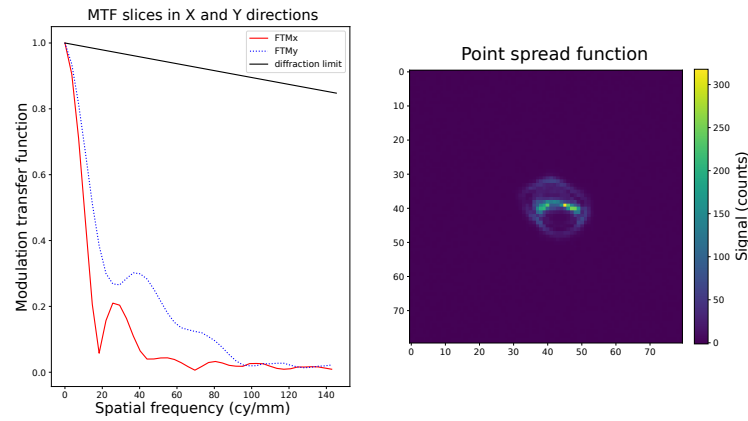 MTF slices in X and Y directions
FTMx
FTMy
diffraction limit
1.0
0.8
0.6
0.4
0.2
0.0
Modulation transfer function
0 20 40 60 80 100 120 140
Spatial frequency (cy/mm)
Point spread function
0
10
20
30
40
50
60
70
0 10 20 30 40 50 60 70
300
250
200
150
100
50
0
Signal (counts)